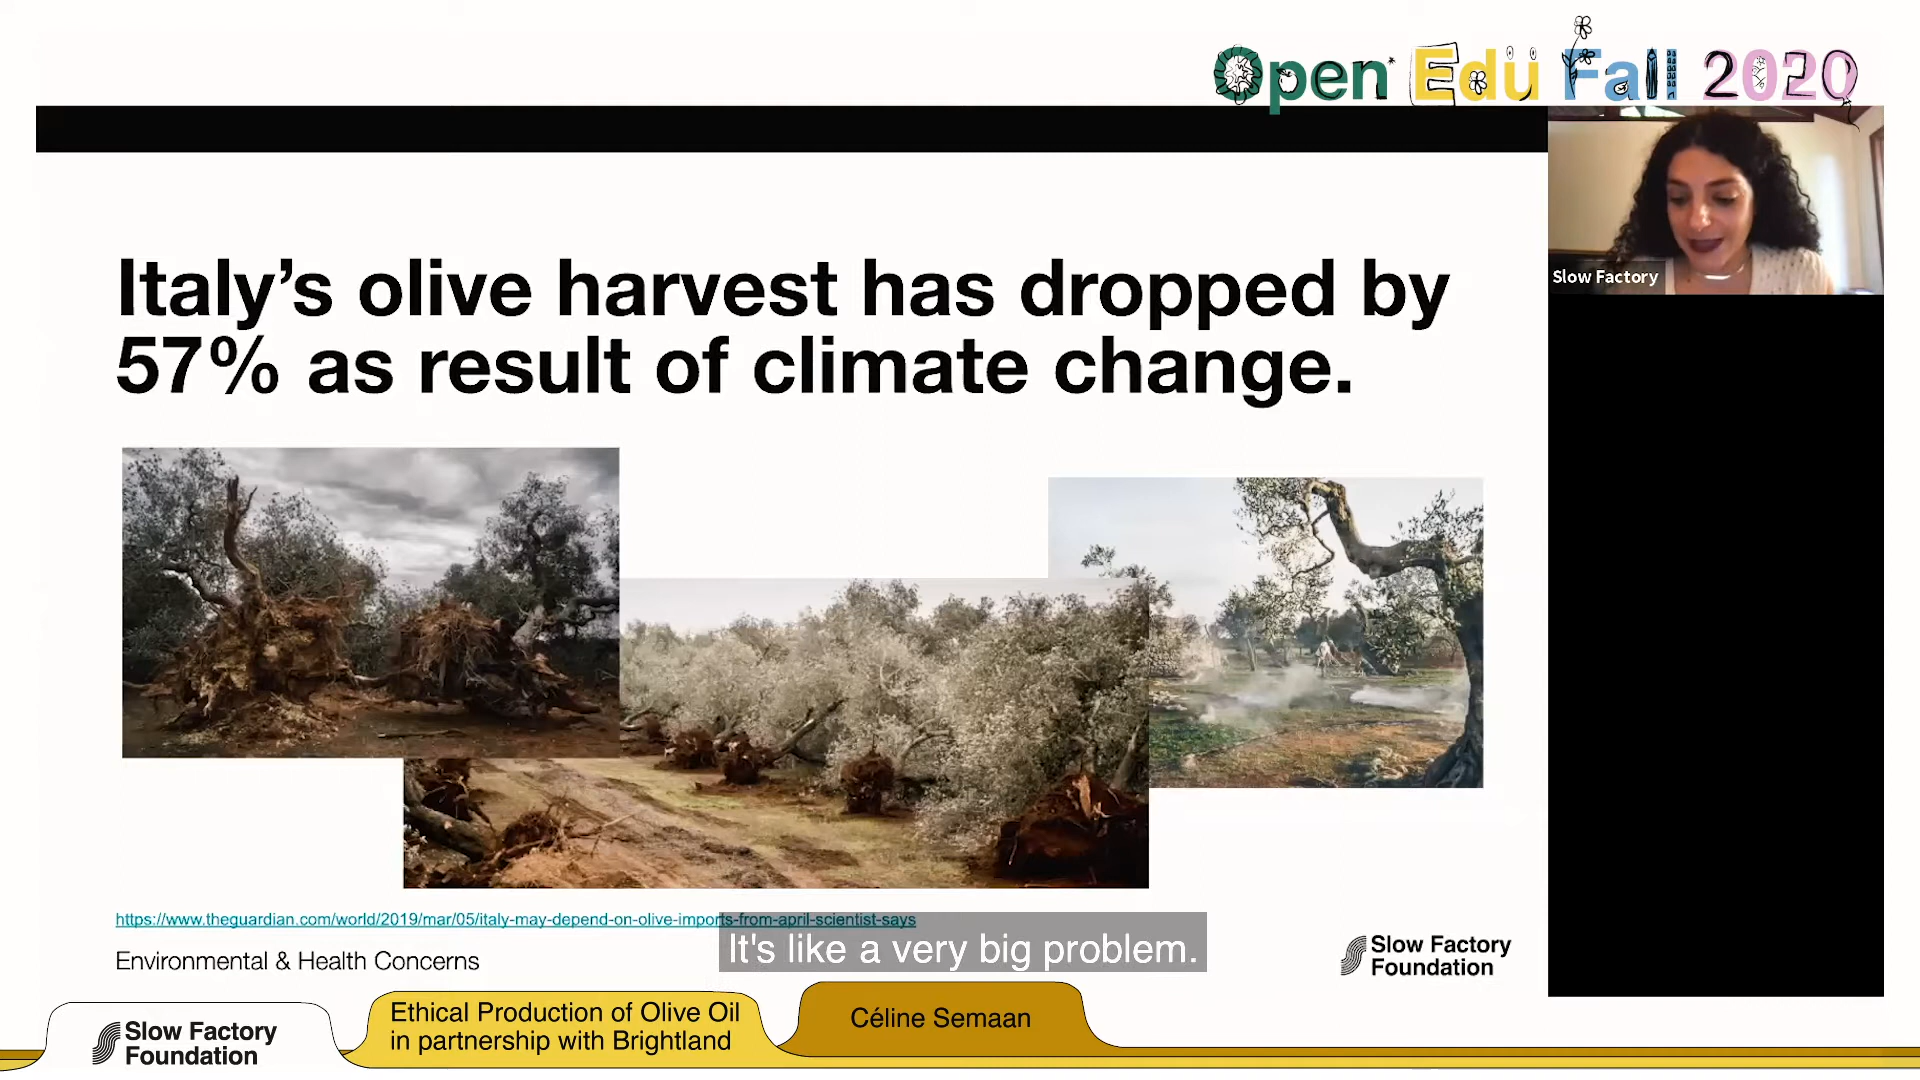 Open Edu Fall 2020
Slow Factory
Italy’s olive harvest has dropped by
57% as result of climate change.
https://www.theguardian.com/world/2019/mar/05/italy-may-depend-on-olive-imports-from-april-scientist-says
It's like a very big problem.
Environmental & Health Concerns
Slow Factory
Foundation
Slow Factory
Foundation
Ethical Production of Olive Oil
in partnership with Brightland
Céline Semaan